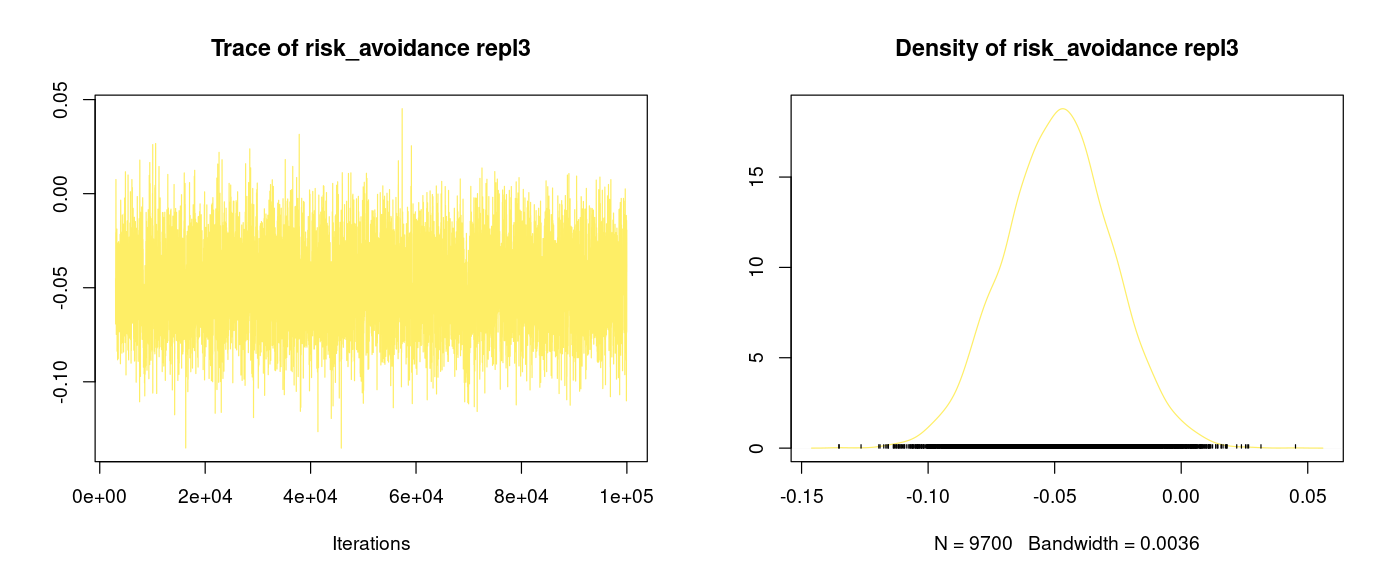 Trace of risk_avoidance repl3
0.05
0.00
-0.05
-0.10
0e+00 2e+04 4e+04 6e+04 8e+04 1e+05
Iterations
Density of risk_avoidance repl3
15
10
5
0
-0.15 -0.10 -0.05 0.00 0.05
N = 9700 Bandwidth = 0.0036